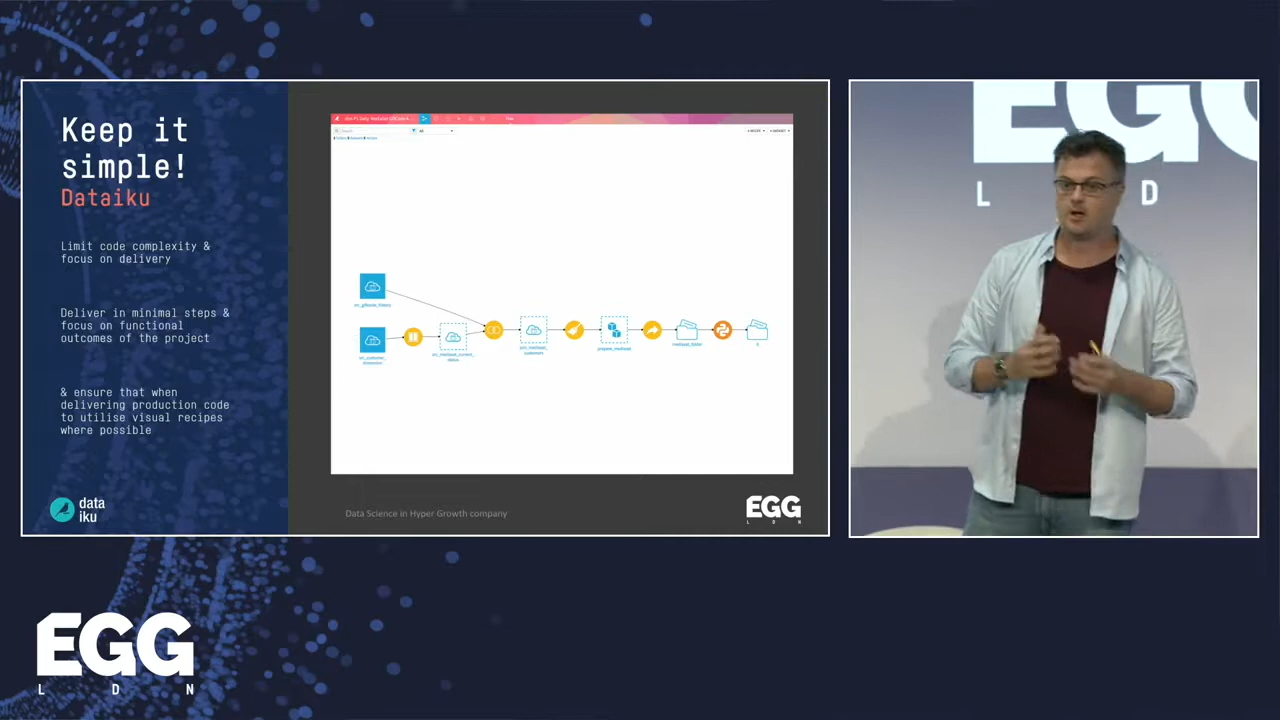 Keep it
simple!
Dataiku
Limit code complexity &
focus on delivery
Deliver in minimal steps &
focus on functional
outcomes of the project
& ensure that when
delivering production code
to utilise visual recipes
where possible
data
iku
Data Science in Hyper Growth company
EGG
L D N
EGG
L D
EGG
L D N